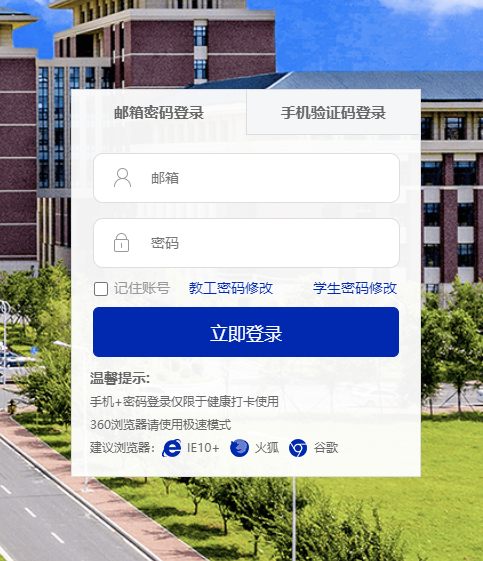 邮箱密码登录 手机验证码登录
邮箱
密码
记住账号 教工密码修改 学生密码修改
立即登录
温馨提示:
手机+密码登录仅限于健康打卡使用
360浏览器请使用极速模式
建议浏览器: IE10+ 火狐 谷歌